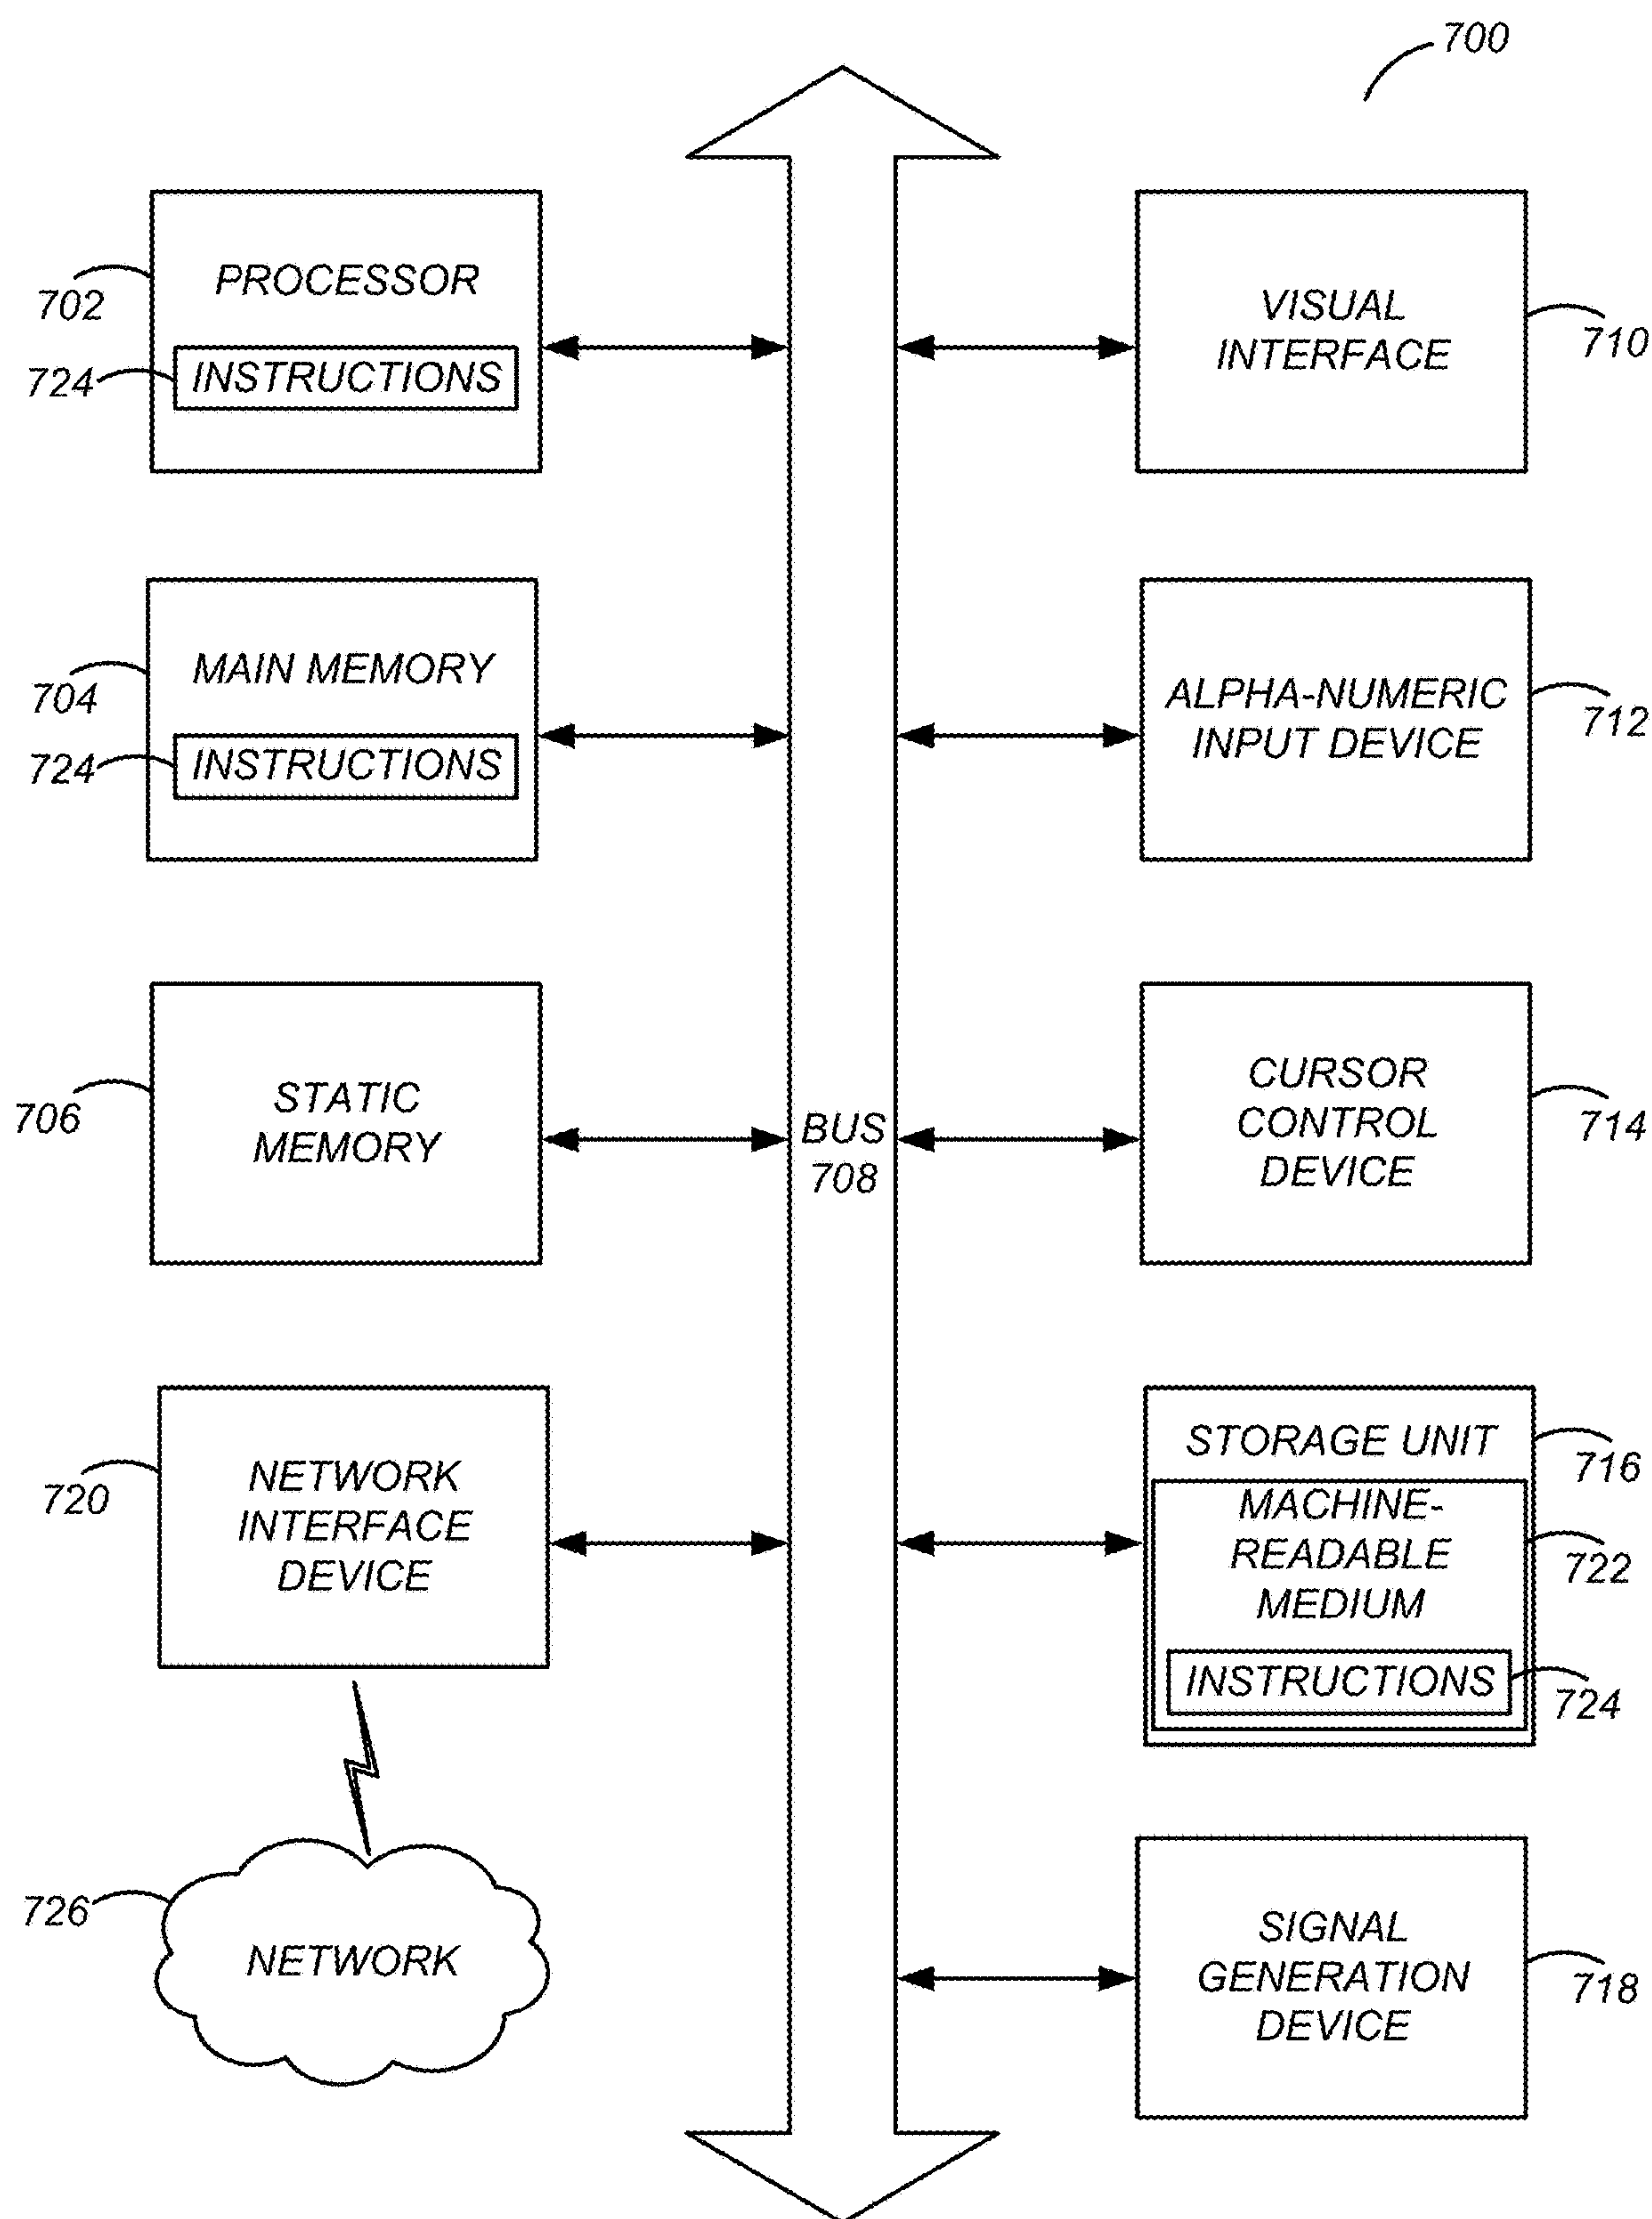 700
PROCESSOR
702
724
INSTRUCTIONS
VISUAL
INTERFACE
710
MAIN MEMORY
704
724
INSTRUCTIONS
ALPHA-NUMERIC
INPUT DEVICE
712
STATIC
MEMORY
706
BUS
708
CURSOR
CONTROL
DEVICE
714
NETWORK
INTERFACE
DEVICE
720
STORAGE UNIT
716
MACHINE-
READABLE
MEDIUM
722
INSTRUCTIONS
724
726
NETWORK
SIGNAL
GENERATION
DEVICE
718